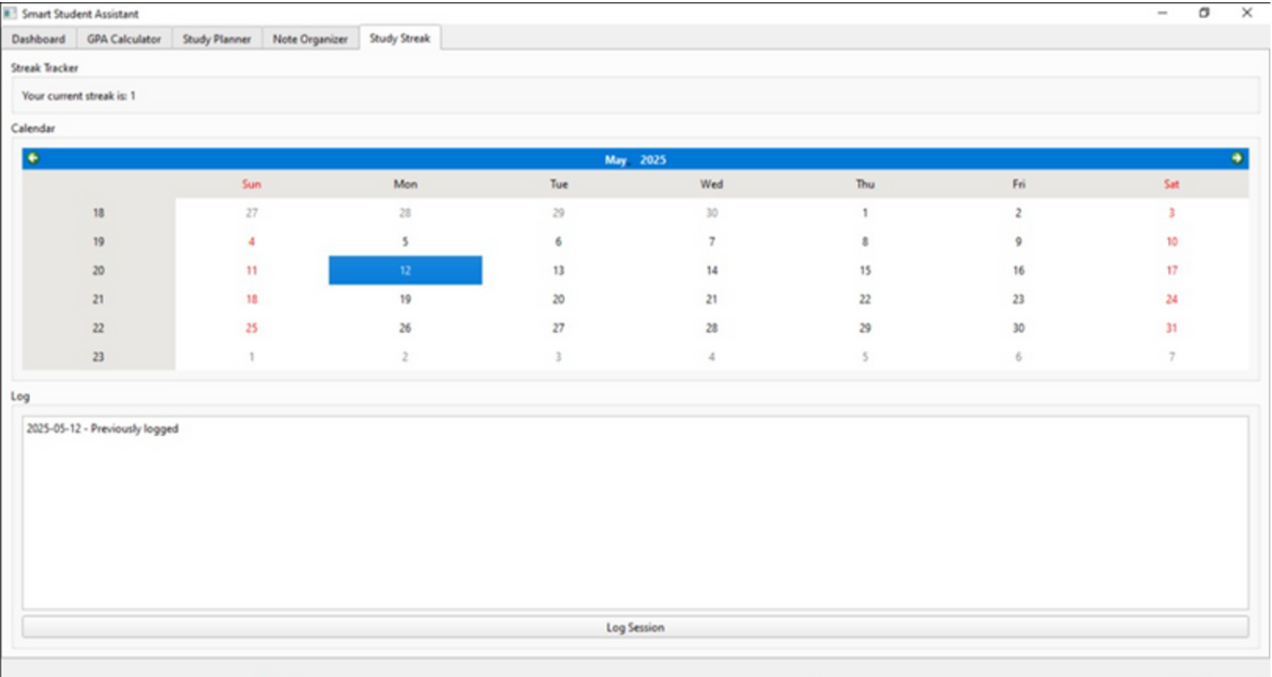 Smart Student Assistant
Dashboard GPA Calculator Study Planner Note Organizer Study Streak
Streak Tracker
Your current streak is: 1
Calendar
May 2025
Sun Mon Tue Wed Thu Fri Sat
18 27 28 29 30 1 2 3
19 4 5 6 7 8 9 10
20 11 12 13 14 15 16 17
21 18 19 20 21 22 23 24
22 25 26 27 28 29 30 31
23 1 2 3 4 5 6 7
Log
2025-05-12 - Previously logged
Log Session